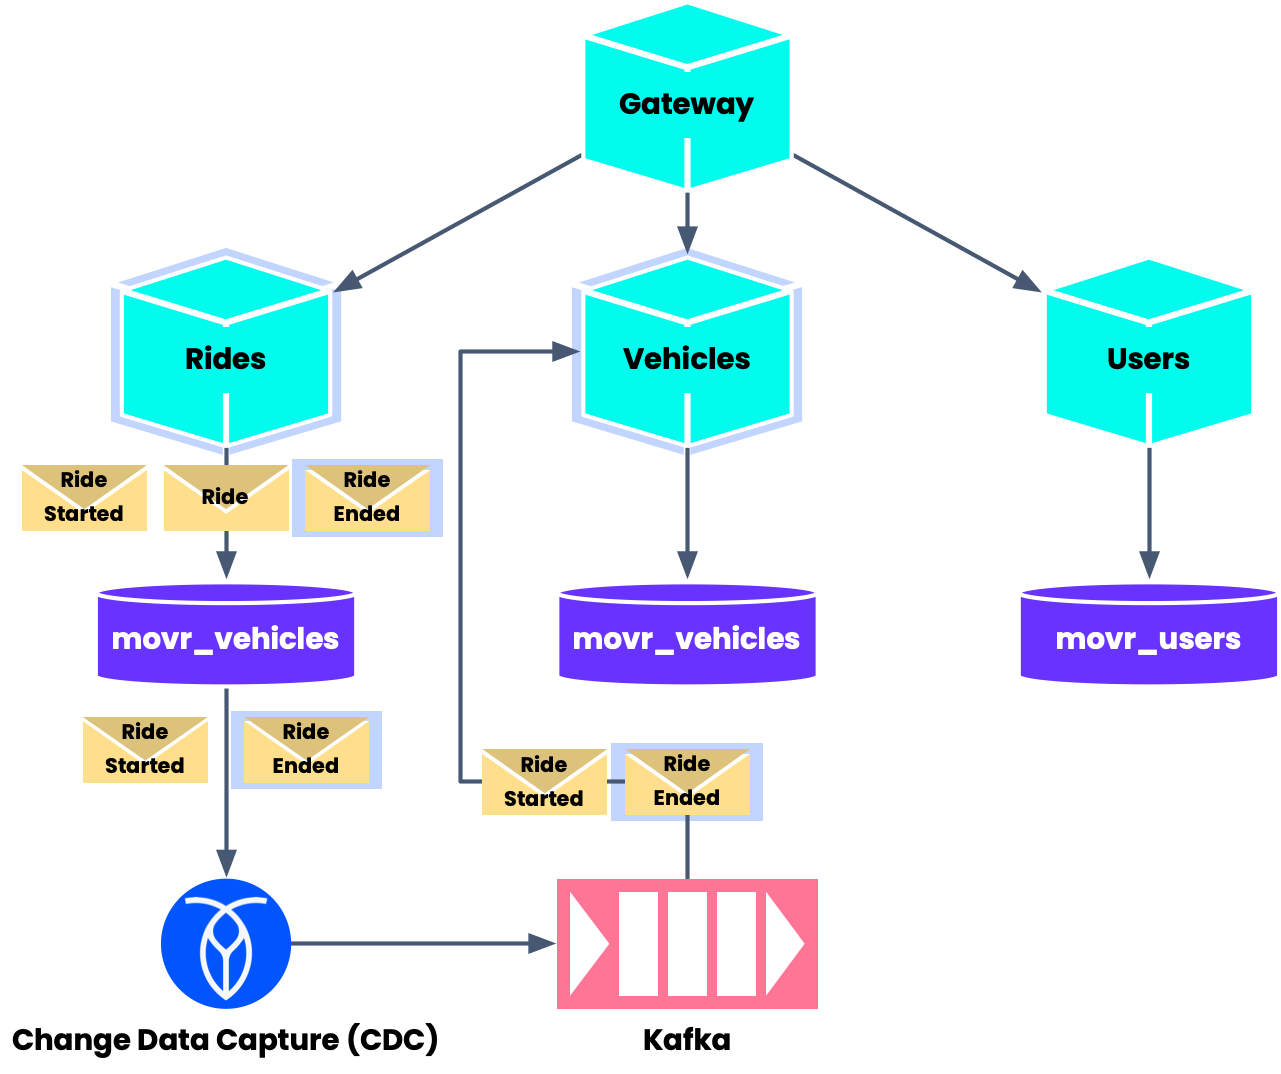 Gateway
Rides
Vehicles
Users
Ride
Started
Ride
Ride
Ended
movr_vehicles
movr_vehicles
movr_users
Ride
Started
Ride
Ended
Ride
Started
Ride
Ended
Change Data Capture (CDC)
Kafka